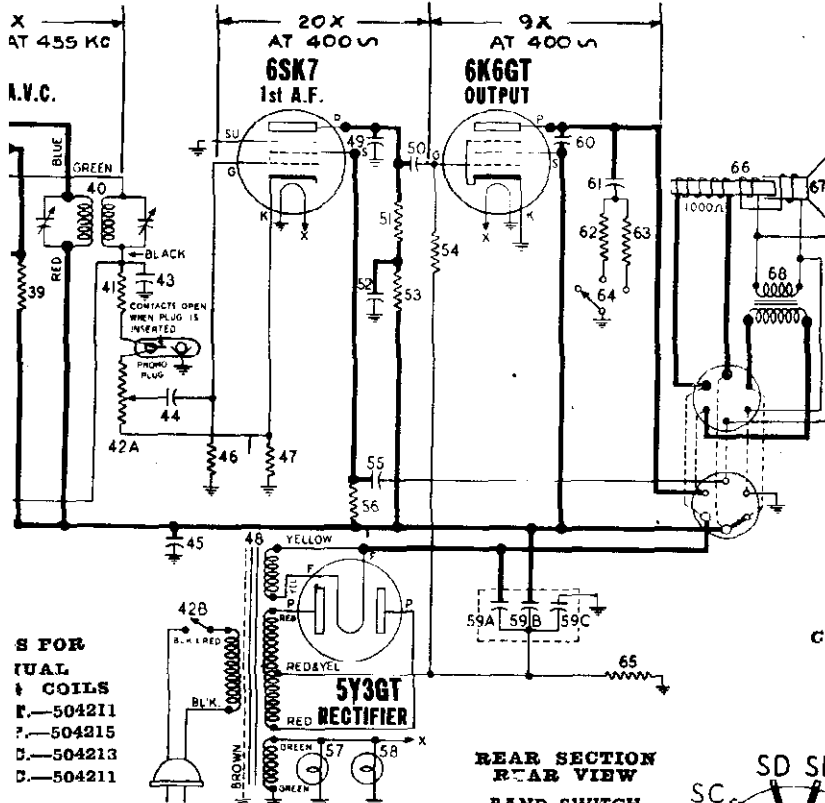 X
AT 455 KC
20X
AT 400 ∿
9X
AT 400 ∿
A.V.C.
6SK7
1st A.F.
6K6GT
OUTPUT
P
P
SU
49
S
50
G
60
S
G
BLUE
GREEN
40
K
X
K
X
61
66
67
1000Ω
51
62
63
54
BLACK
RED
43
41
39
52
53
64
68
CONTACTS OPEN
WHEN PLUG IS
INSERTED
PHONO
PLUG
44
42A
46
47
55
56
45
48
YELLOW
F
F
YEL
P
P
RED
42B
BLK & RED
59A
59B
59C
RED&YEL
65
5Y3GT
RECTIFIER
BLK.
RED
X
GREEN
57
58
BROWN
GREEN
S FOR
COILS
—504211
—504215
—504213
—504211
C
REAR SECTION
REAR VIEW
BAND SWITCH
SC
SD